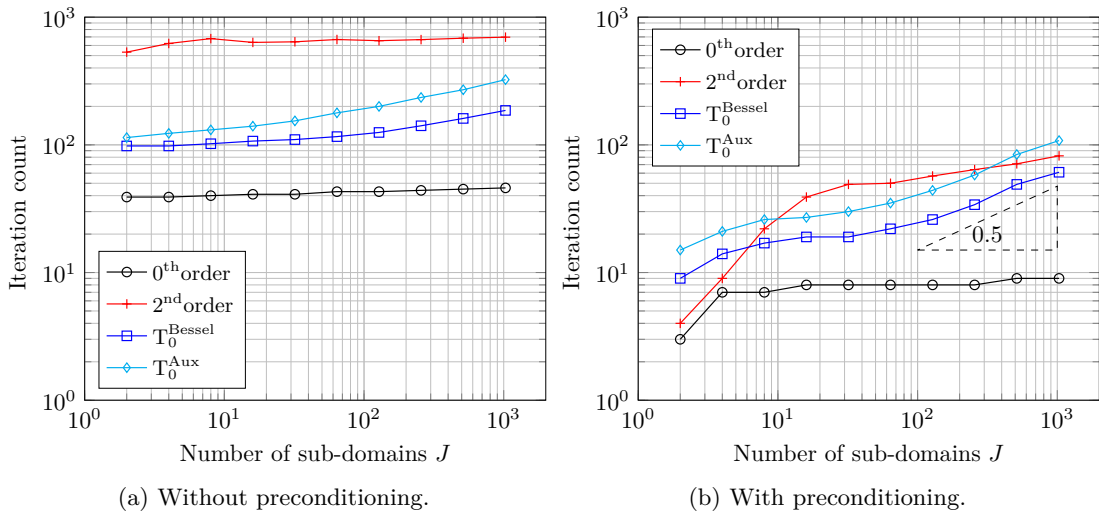 10^3
10^2
10^1
10^0
Iteration count
0^th order
2^nd order
T_0^Bessel
T_0^Aux
10^0 10^1 10^2 10^3
Number of sub-domains J
(a) Without preconditioning.
10^3
10^2
10^1
10^0
Iteration count
0^th order
2^nd order
T_0^Bessel
T_0^Aux
0.5
10^0 10^1 10^2 10^3
Number of sub-domains J
(b) With preconditioning.